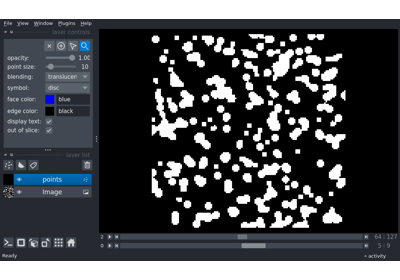 File View Window Plugins Help
layer controls
opacity: 1.00
point size: 10
blending: translucen
symbol: disc
face color: blue
edge color: black
display text:
out of slice:
layer list
points
Image
2 64 127
0 5 9
Ready activity